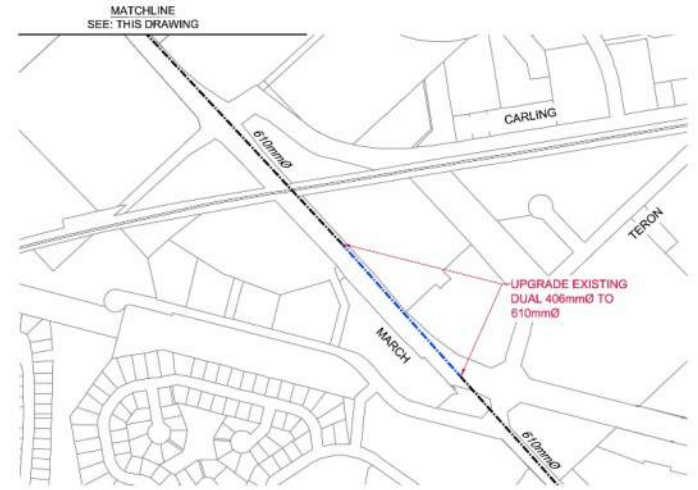 MATCHLINE
SEE: THIS DRAWING
610mmØ
CARLING
TERON
UPGRADE EXISTING
DUAL 406mmØ TO
610mmØ
MARCH
610mmØ